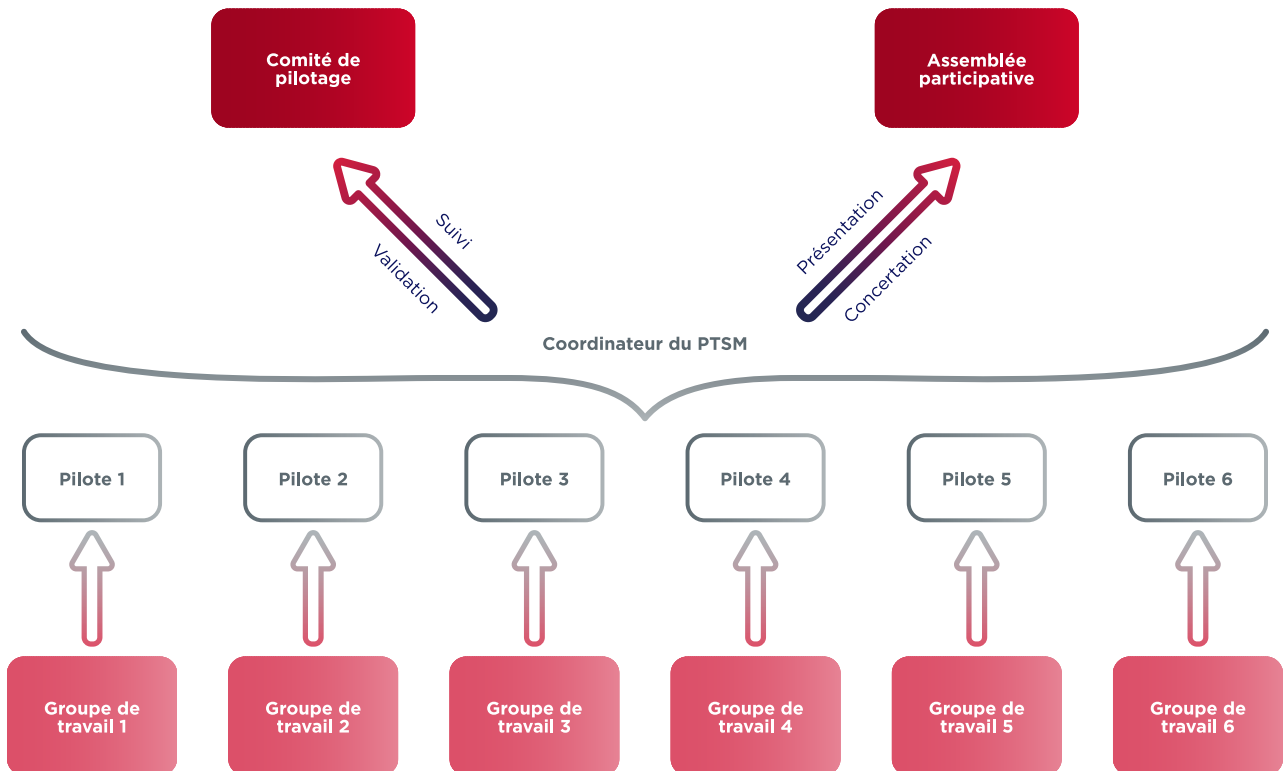 Comité de
pilotage
Assemblée
participative
Suivi
Validation
Présentation
Concertation
Coordinateur du PTSM
Pilote 1
Pilote 2
Pilote 3
Pilote 4
Pilote 5
Pilote 6
Groupe de
travail 1
Groupe de
travail 2
Groupe de
travail 3
Groupe de
travail 4
Groupe de
travail 5
Groupe de
travail 6